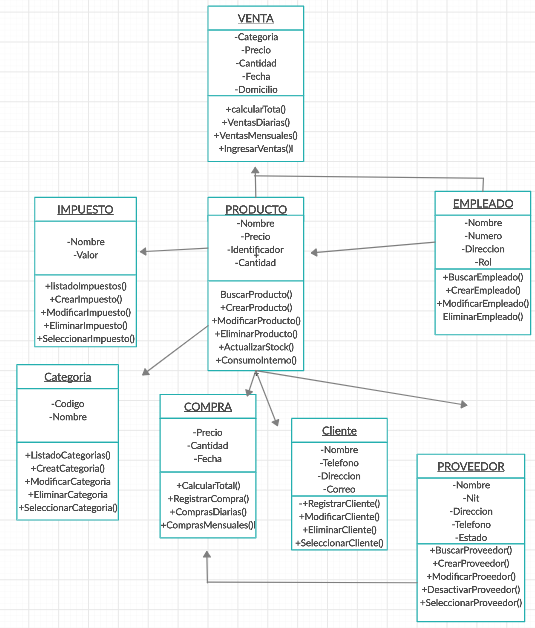 VENTA
-Categoria
-Precio
-Cantidad
-Fecha
-Domicilio
+calcularTota()
+VentasDiarias()
+VentasMensuales()
+IngresarVentas()
IMPUESTO
-Nombre
-Valor
+listadoImpuestos()
+CrearImpuesto()
+ModificarImpuesto()
+EliminarImpuesto()
+SeleccionarImpuesto()
PRODUCTO
-Nombre
-Precio
-Identificador
-Cantidad
BuscarProducto()
+CrearProducto()
+ModificarProducto()
+EliminarProducto()
+ActualizarStock()
+ConsumoInterno()
EMPLEADO
-Nombre
-Numero
-Direccion
-Rol
+BuscarEmpleado()
+CrearEmpleado()
+ModificarEmpleado()
EliminarEmpleado()
Categoria
-Codigo
-Nombre
+ListadoCategorias()
+CreatCategoria()
+ModificarCategoria
+EliminarCategoria
+SeleccionarCategoria()
COMPRA
-Precio
-Cantidad
-Fecha
+CalcularTotal()
+RegistrarCompra()
+ComprasDiarias()
+ComprasMensuales()
Cliente
-Nombre
-Telefono
-Direccion
-Correo
-+RegistrarCliente()
+ModificarCliente()
+EliminarCliente()
+SeleccionarCliente()
PROVEEDOR
-Nombre
-Nit
-Direccion
-Telefono
-Estado
+BuscarProveedor()
+CrearProveedor()
+ModificarProeedor()
+DesactivarProveedor()
+SeleccionarProveedor()